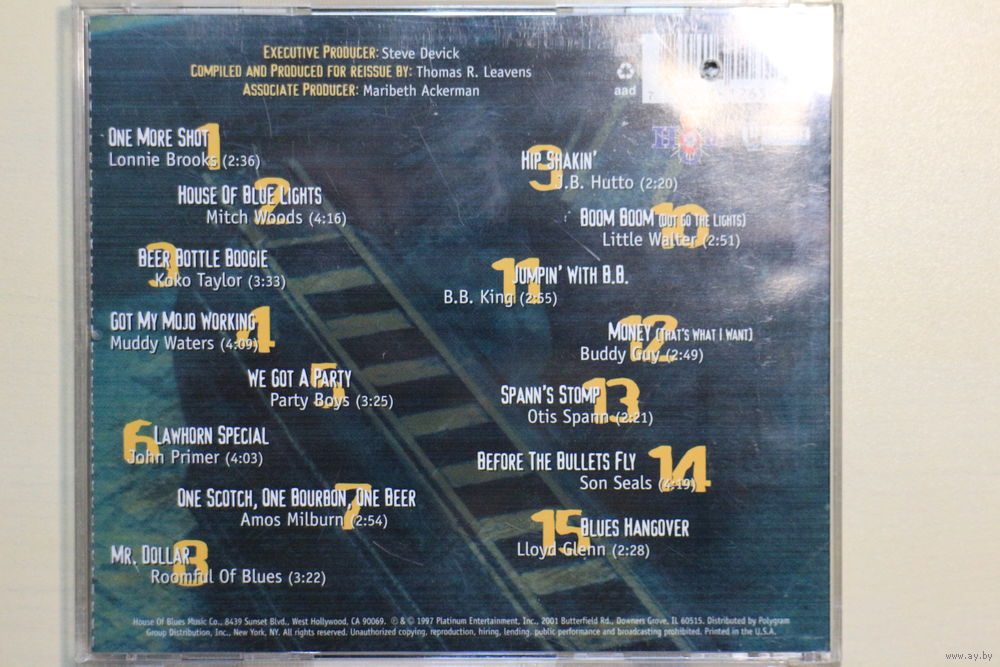 EXECUTIVE PRODUCER: Steve Devick
COMPILED AND PRODUCED FOR REISSUE BY: Thomas R. Leavens
ASSOCIATE PRODUCER: Maribeth Ackerman
aad
1
ONE MORE SHOT
Lonnie Brooks (2:36)
2
HOUSE OF BLUE LIGHTS
Mitch Woods (4:16)
3
BEER BOTTLE BOOGIE
Koko Taylor (3:33)
4
GOT MY MOJO WORKING
Muddy Waters (4:09)
5
WE GOT A PARTY
Party Boys (3:25)
6
LAWHORN SPECIAL
John Primer (4:03)
7
ONE SCOTCH, ONE BOURBON, ONE BEER
Amos Milburn (2:54)
8
MR. DOLLAR
Roomful Of Blues (3:22)
9
HIP SHAKIN'
J.B. Hutto (2:20)
10
BOOM BOOM (OUT GO THE LIGHTS)
Little Walter (2:51)
11
JUMPIN' WITH B.B.
B.B. King (2:55)
12
MONEY (THAT'S WHAT I WANT)
Buddy Guy (2:49)
13
SPANN'S STOMP
Otis Spann (2:21)
14
BEFORE THE BULLETS FLY
Son Seals (4:19)
15
BLUES HANGOVER
Lloyd Glenn (2:28)
House Of Blues Music Co., 8439 Sunset Blvd., West Hollywood, CA 90069. ℗ & © 1997 Platinum Entertainment, Inc., 2001 Butterfield Rd., Downers Grove, IL 60515. Distributed by Polygram
Group Distribution, Inc., New York, NY. All rights reserved. Unauthorized copying, reproduction, hiring, lending, public performance and broadcasting prohibited. Printed in the U.S.A.
www.ay.by